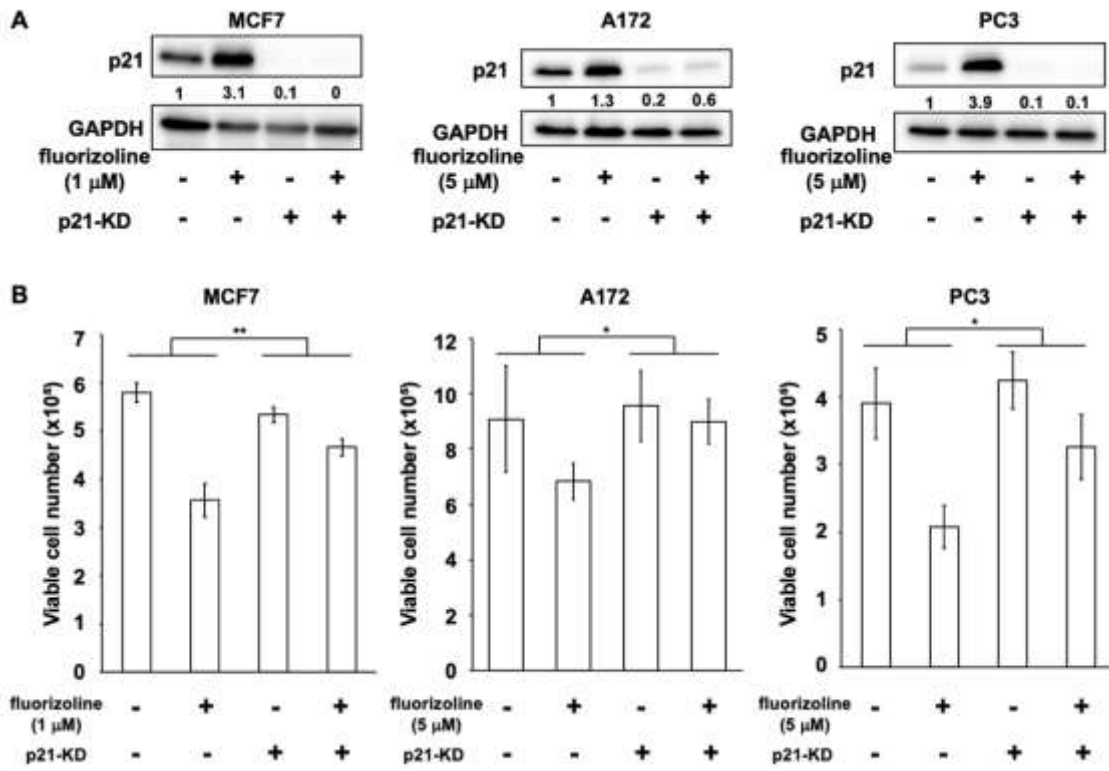 A
MCF7
p21
1 3.1 0.1 0
GAPDH
fluorizoline
(1 μM) - + - +
p21-KD - - + +
A172
p21
1 1.3 0.2 0.6
GAPDH
fluorizoline
(5 μM) - + - +
p21-KD - - + +
PC3
p21
1 3.9 0.1 0.1
GAPDH
fluorizoline
(5 μM) - + - +
p21-KD - - + +
B
MCF7
**
Viable cell number (x10⁵)
7
6
5
4
3
2
1
0
fluorizoline
(1 μM) - + - +
p21-KD - - + +
A172
*
Viable cell number (x10⁵)
12
10
8
6
4
2
0
fluorizoline
(5 μM) - + - +
p21-KD - - + +
PC3
*
Viable cell number (x10⁵)
5
4
3
2
1
0
fluorizoline
(5 μM) - + - +
p21-KD - - + +